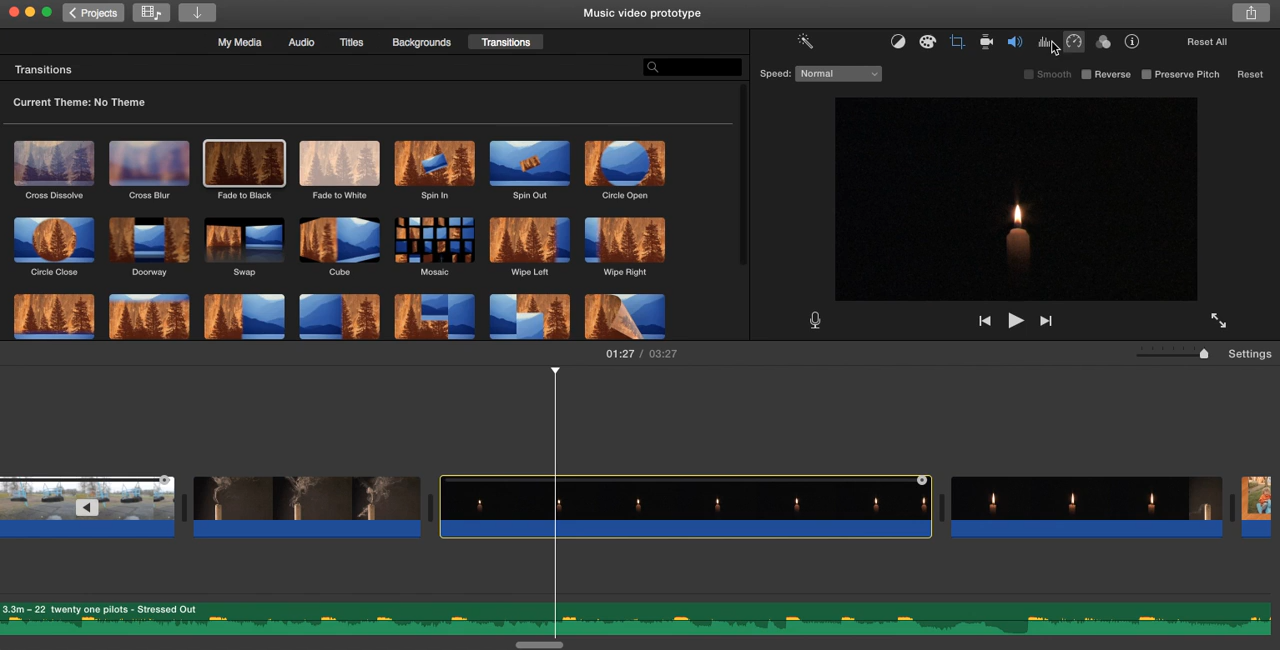 Projects
Music video prototype
My Media Audio Titles Backgrounds Transitions
Reset All
Transitions
Speed: Normal Smooth Reverse Preserve Pitch Reset
Current Theme: No Theme
Cross Dissolve Cross Blur Fade to Black Fade to White Spin In Spin Out Circle Open
Circle Close Doorway Swap Cube Mosaic Wipe Left Wipe Right
01:27 / 03:27
Settings
3.3m – 22 twenty one pilots - Stressed Out